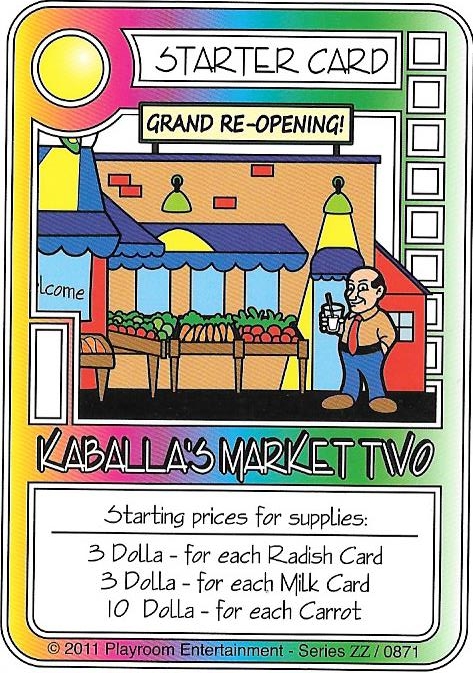 STARTER CARD
GRAND RE-OPENING!
lcome
KABALLA'S MARKET TWO
Starting prices for supplies:
3 Dolla - for each Radish Card
3 Dolla - for each Milk Card
10 Dolla - for each Carrot
© 2011 Playroom Entertainment - Series ZZ / 0871